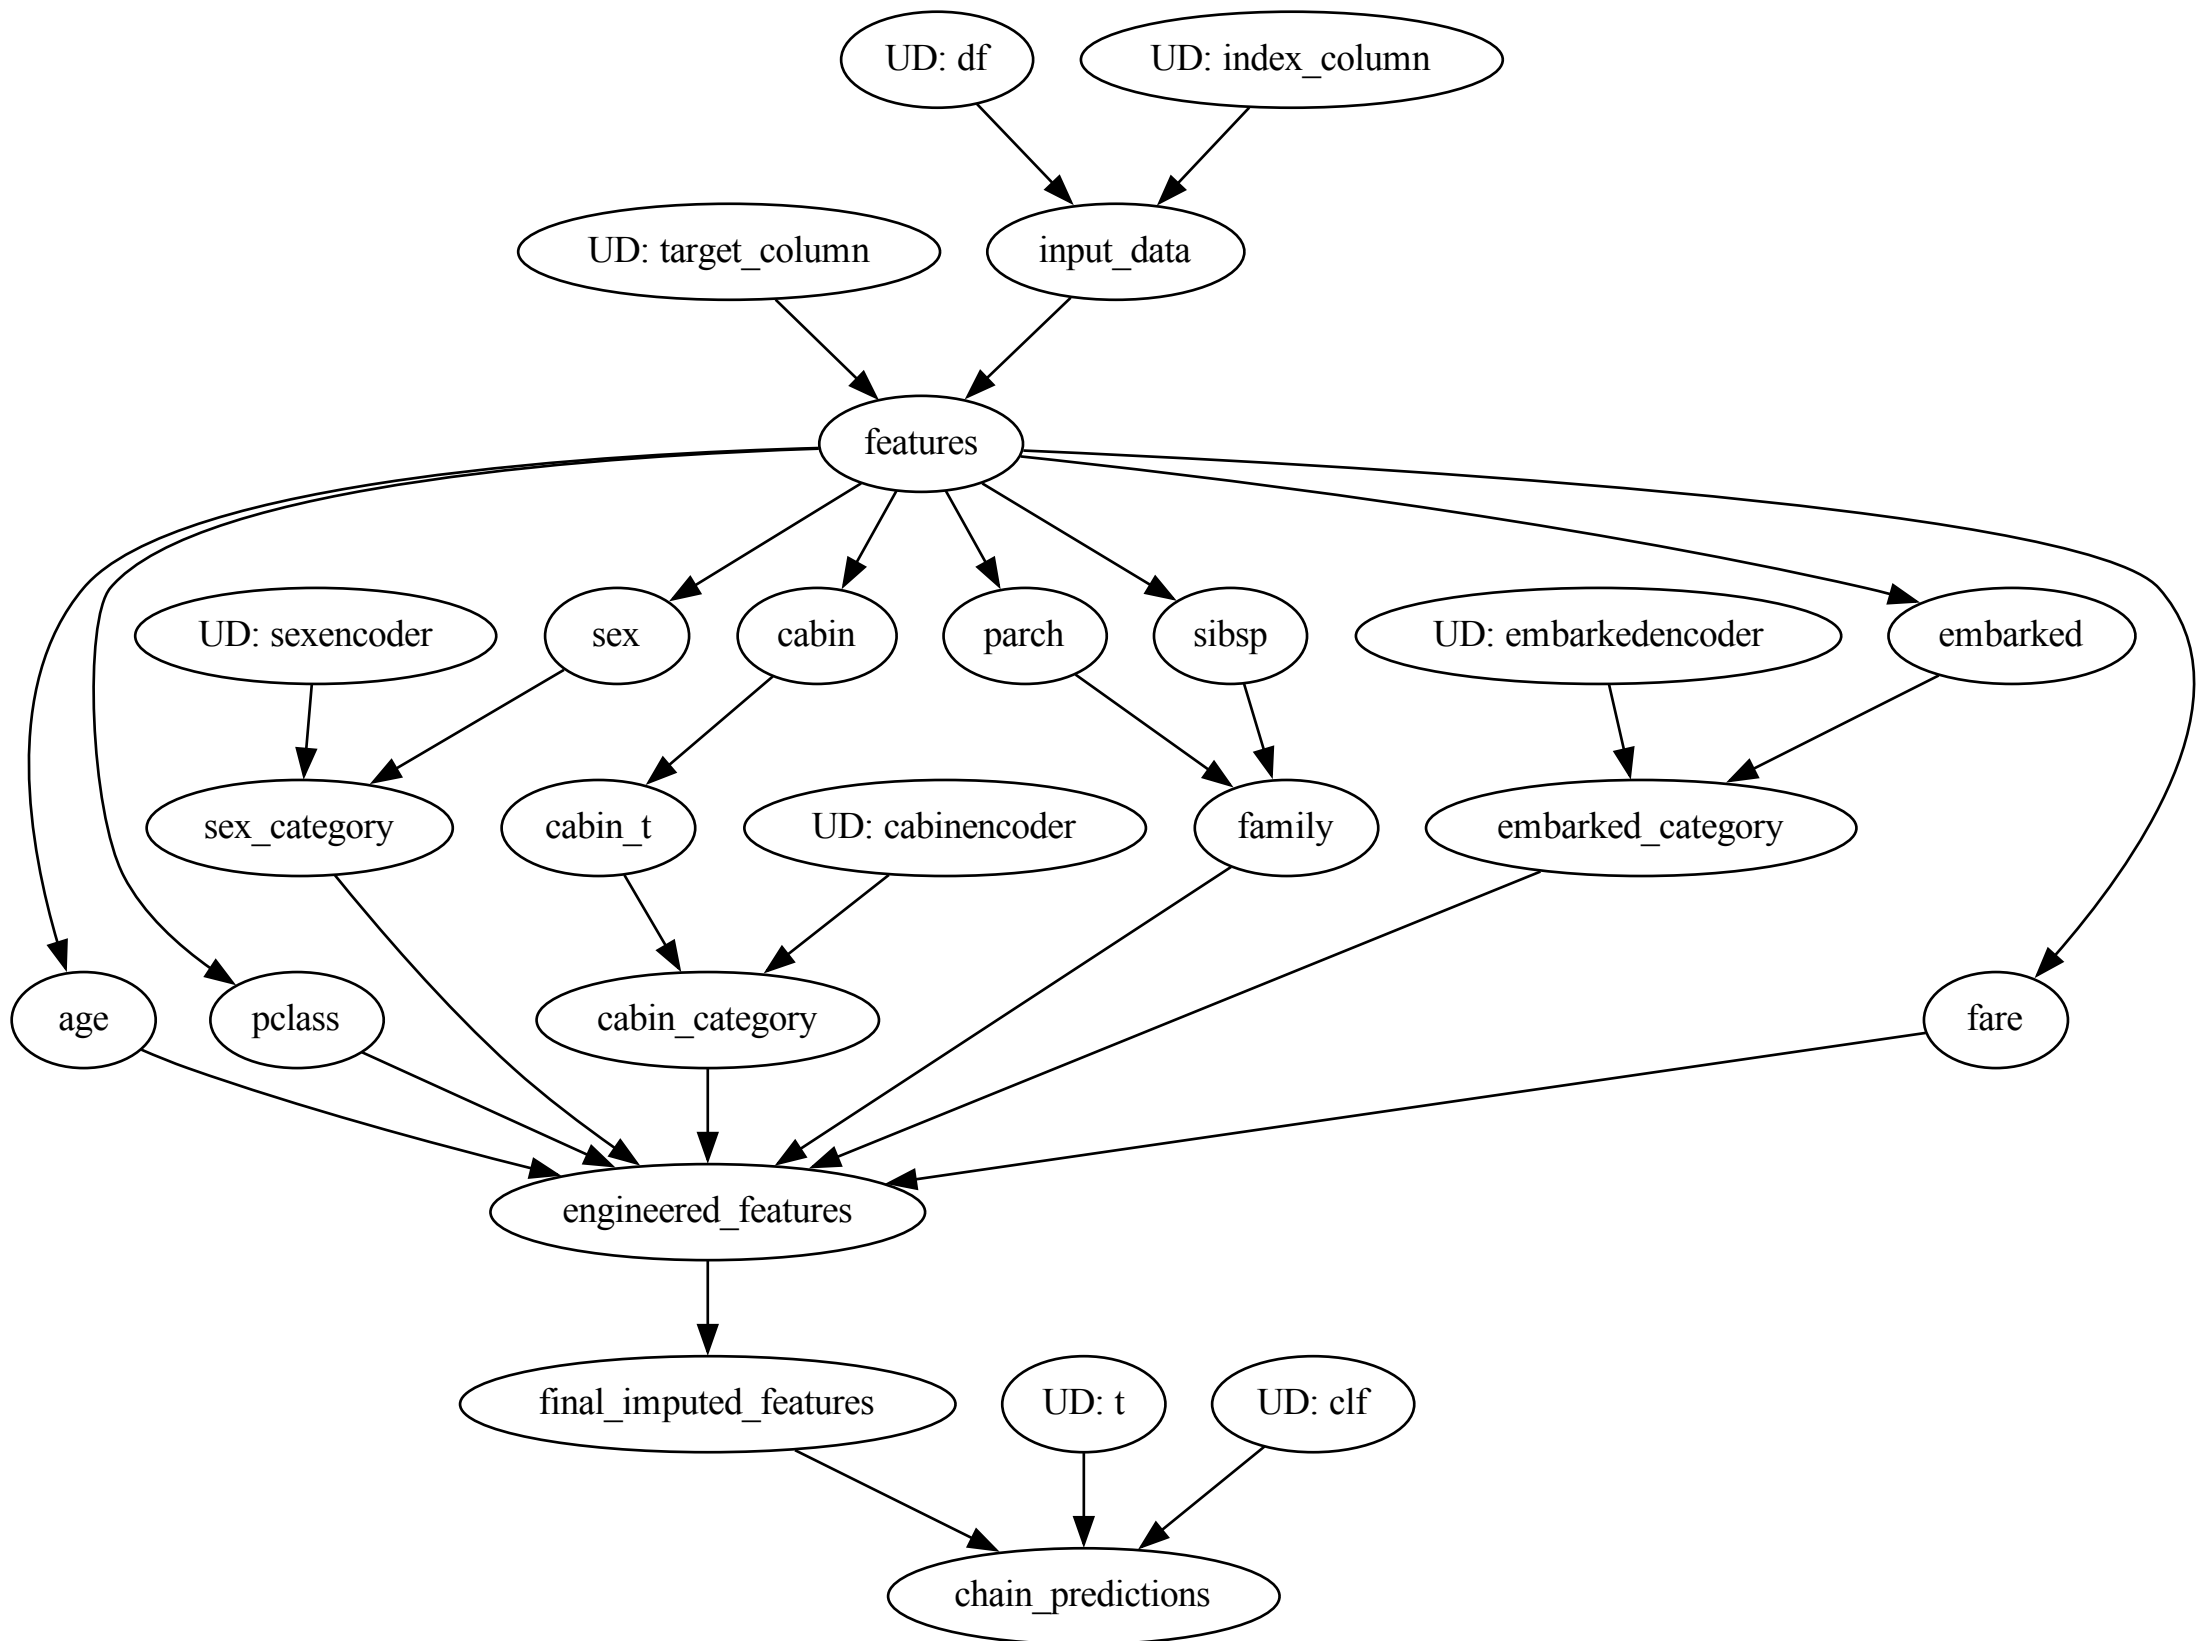 UD: df
UD: index_column
UD: target_column
input_data
features
UD: sexencoder
sex
cabin
parch
sibsp
UD: embarkedencoder
embarked
sex_category
cabin_t
UD: cabinencoder
family
embarked_category
age
pclass
cabin_category
fare
engineered_features
final_imputed_features
UD: t
UD: clf
chain_predictions